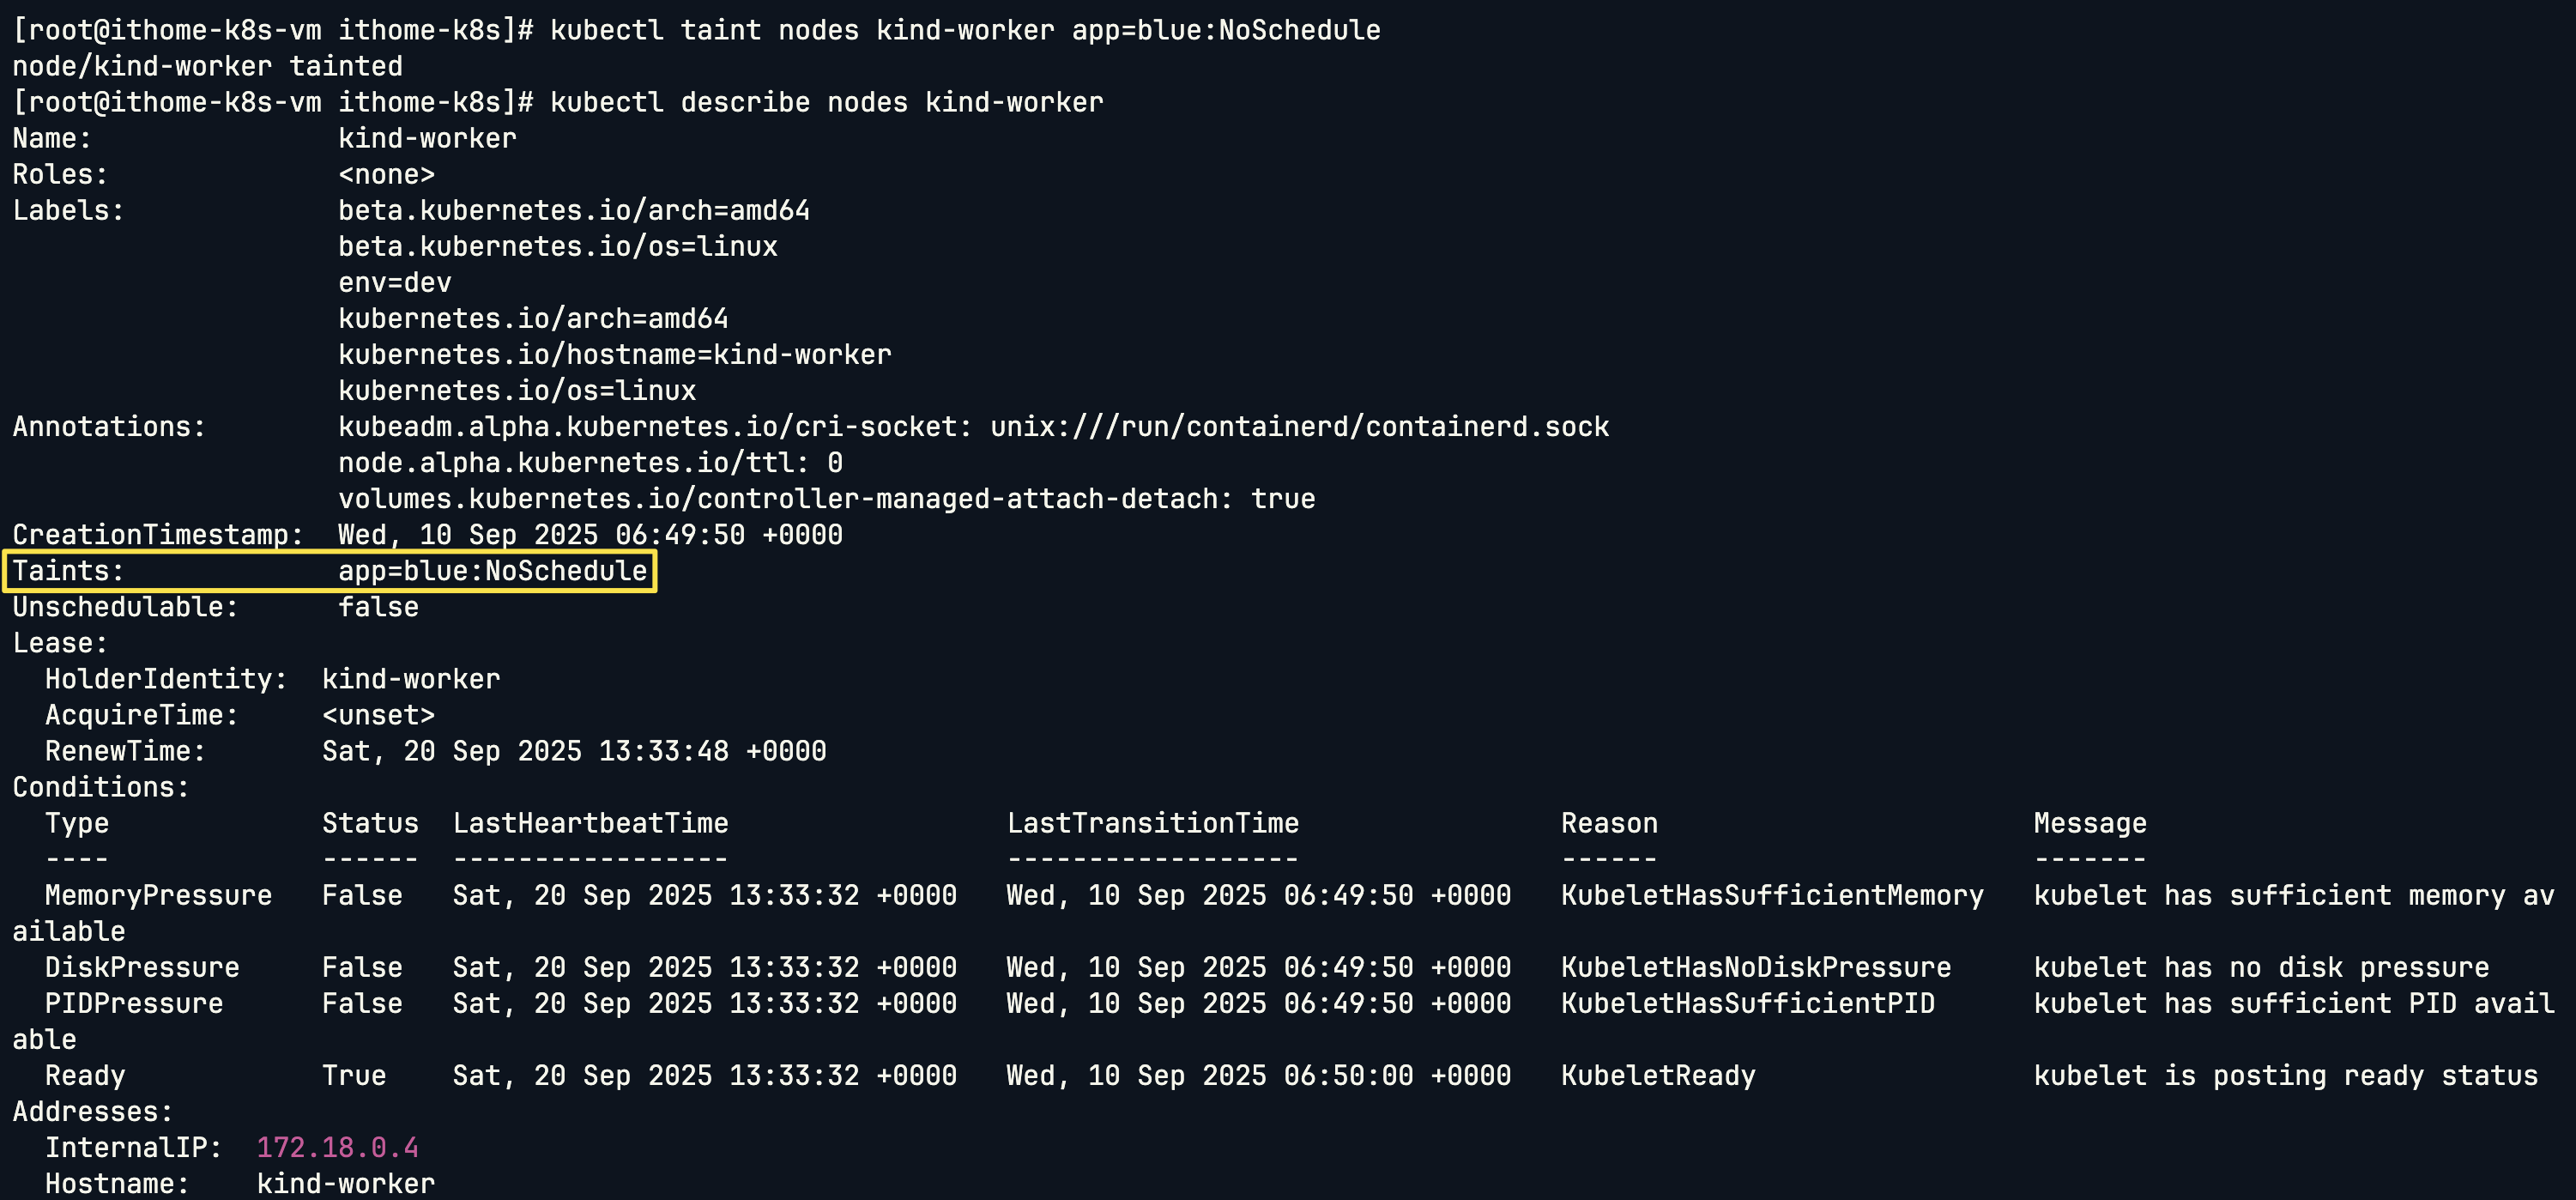 [root@ithome-k8s-vm ithome-k8s]# kubectl taint nodes kind-worker app=blue:NoSchedule
node/kind-worker tainted
[root@ithome-k8s-vm ithome-k8s]# kubectl describe nodes kind-worker
Name:               kind-worker
Roles:              <none>
Labels:             beta.kubernetes.io/arch=amd64
                    beta.kubernetes.io/os=linux
                    env=dev
                    kubernetes.io/arch=amd64
                    kubernetes.io/hostname=kind-worker
                    kubernetes.io/os=linux
Annotations:        kubeadm.alpha.kubernetes.io/cri-socket: unix:///run/containerd/containerd.sock
                    node.alpha.kubernetes.io/ttl: 0
                    volumes.kubernetes.io/controller-managed-attach-detach: true
CreationTimestamp:  Wed, 10 Sep 2025 06:49:50 +0000
Taints:             app=blue:NoSchedule
Unschedulable:      false
Lease:
  HolderIdentity:  kind-worker
  AcquireTime:     <unset>
  RenewTime:       Sat, 20 Sep 2025 13:33:48 +0000
Conditions:
  Type             Status  LastHeartbeatTime                 LastTransitionTime                Reason                       Message
  ----             ------  -----------------                 ------------------                ------                       -------
  MemoryPressure   False   Sat, 20 Sep 2025 13:33:32 +0000   Wed, 10 Sep 2025 06:49:50 +0000   KubeletHasSufficientMemory   kubelet has sufficient memory av
ailable
  DiskPressure     False   Sat, 20 Sep 2025 13:33:32 +0000   Wed, 10 Sep 2025 06:49:50 +0000   KubeletHasNoDiskPressure     kubelet has no disk pressure
  PIDPressure      False   Sat, 20 Sep 2025 13:33:32 +0000   Wed, 10 Sep 2025 06:49:50 +0000   KubeletHasSufficientPID      kubelet has sufficient PID avail
able
  Ready            True    Sat, 20 Sep 2025 13:33:32 +0000   Wed, 10 Sep 2025 06:50:00 +0000   KubeletReady                 kubelet is posting ready status
Addresses:
  InternalIP:  172.18.0.4
  Hostname:    kind-worker